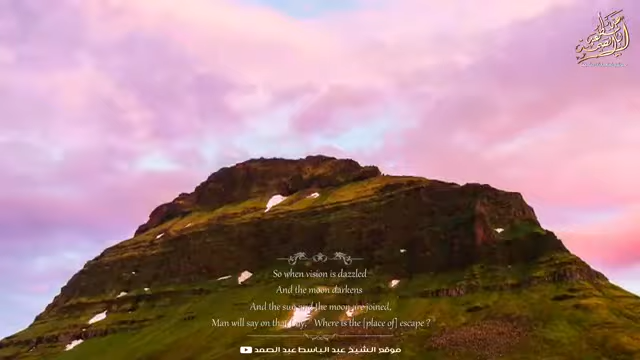 So when vision is dazzled
And the moon darkens
And the sun and the moon are joined,
Man will say on that Day, " Where is the [place of] escape ?
موقع الشيخ عبد الباسط عبد الصمد